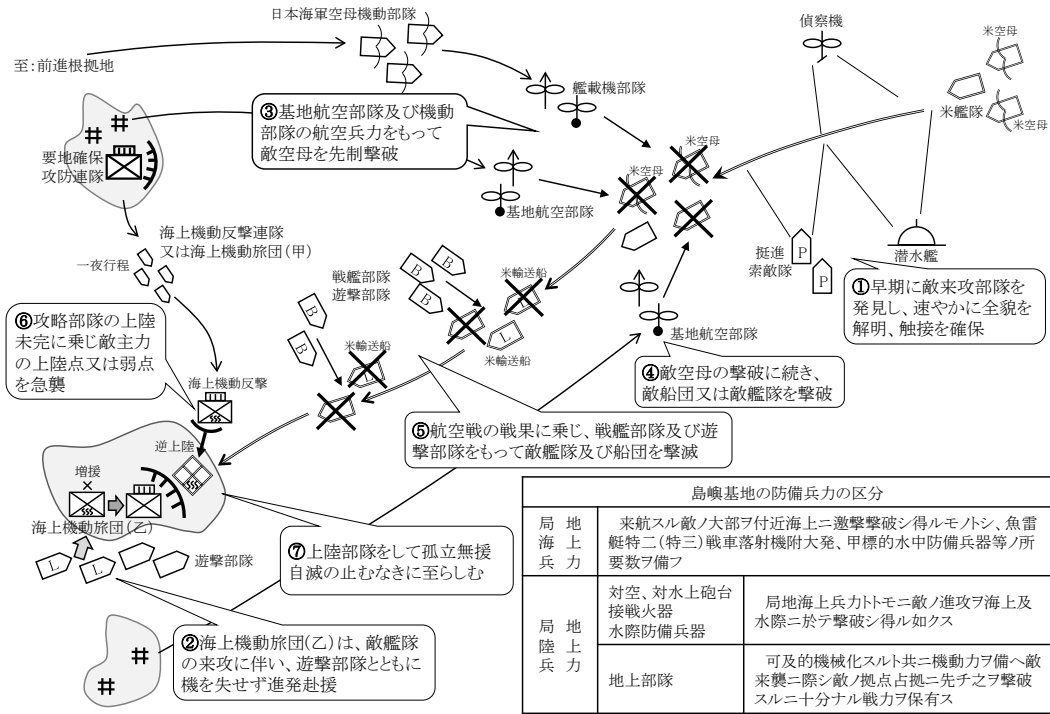 日本海軍空母機動部隊
至:前進根拠地
偵察機
米空母
米艦隊
米空母
艦載機部隊
③基地航空部隊及び機動
部隊の航空兵力をもって
敵空母を先制撃破
要地確保
攻防連隊
米空母
米空母
基地航空部隊
海上機動反撃連隊
又は海上機動旅団(甲)
一夜行程
挺進
索敵隊
P
P
潜水艦
①早期に敵来攻部隊を
発見し、速やかに全貌を
解明、触接を確保
戦艦部隊
遊撃部隊
B
B
B
米輸送船
L
米輸送船
B
B
米輸送船
基地航空部隊
④敵空母の撃破に続き、
敵船団又は敵艦隊を撃破
⑥攻略部隊の上陸
未完に乗じ敵主力
の上陸点又は弱点
を急襲
海上機動反撃
⑤航空戦の戦果に乗じ、戦艦部隊及び遊
撃部隊をもって敵艦隊及び船団を撃滅
逆上陸
増援
海上機動旅団(乙)
L
L
遊撃部隊
⑦上陸部隊をして孤立無援
自滅の止むなきに至らしむ
②海上機動旅団(乙)は、敵艦隊
の来攻に伴い、遊撃部隊とともに
機を失せず進発赴援
島嶼基地の防備兵力の区分
局地
海上
兵力
来航スル敵ノ大部ヲ付近海上ニ邀撃撃破シ得ルモノトシ、魚雷
艇特二(特三)戦車落射機附大発、甲標的水中防備兵器等ノ所
要数ヲ備フ
局地
陸上
兵力
対空、対水上砲台
接戦火器
水際防備兵器
局地海上兵力トトモニ敵ノ進攻ヲ海上及
水際ニ於テ撃破シ得ル如クス
地上部隊
可及的機械化スルト共ニ機動力ヲ備ヘ敵
来襲ニ際シ敵ノ拠点占拠ニ先チ之ヲ撃破
スルニ十分ナル戦力ヲ保有ス